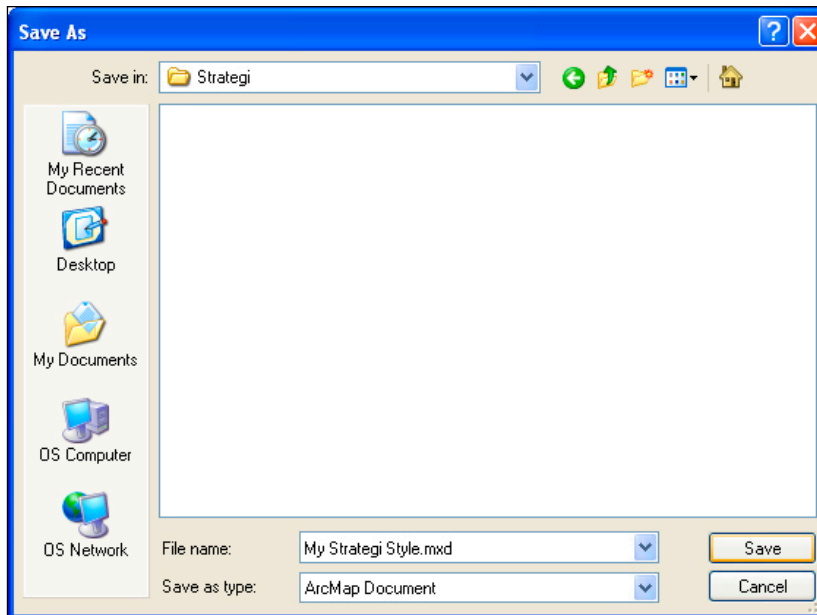 Save As
Save in:
Strategi
My Recent
Documents
Desktop
My Documents
OS Computer
OS Network
File name:
My Strategi Style.mxd
Save
Save as type:
ArcMap Document
Cancel